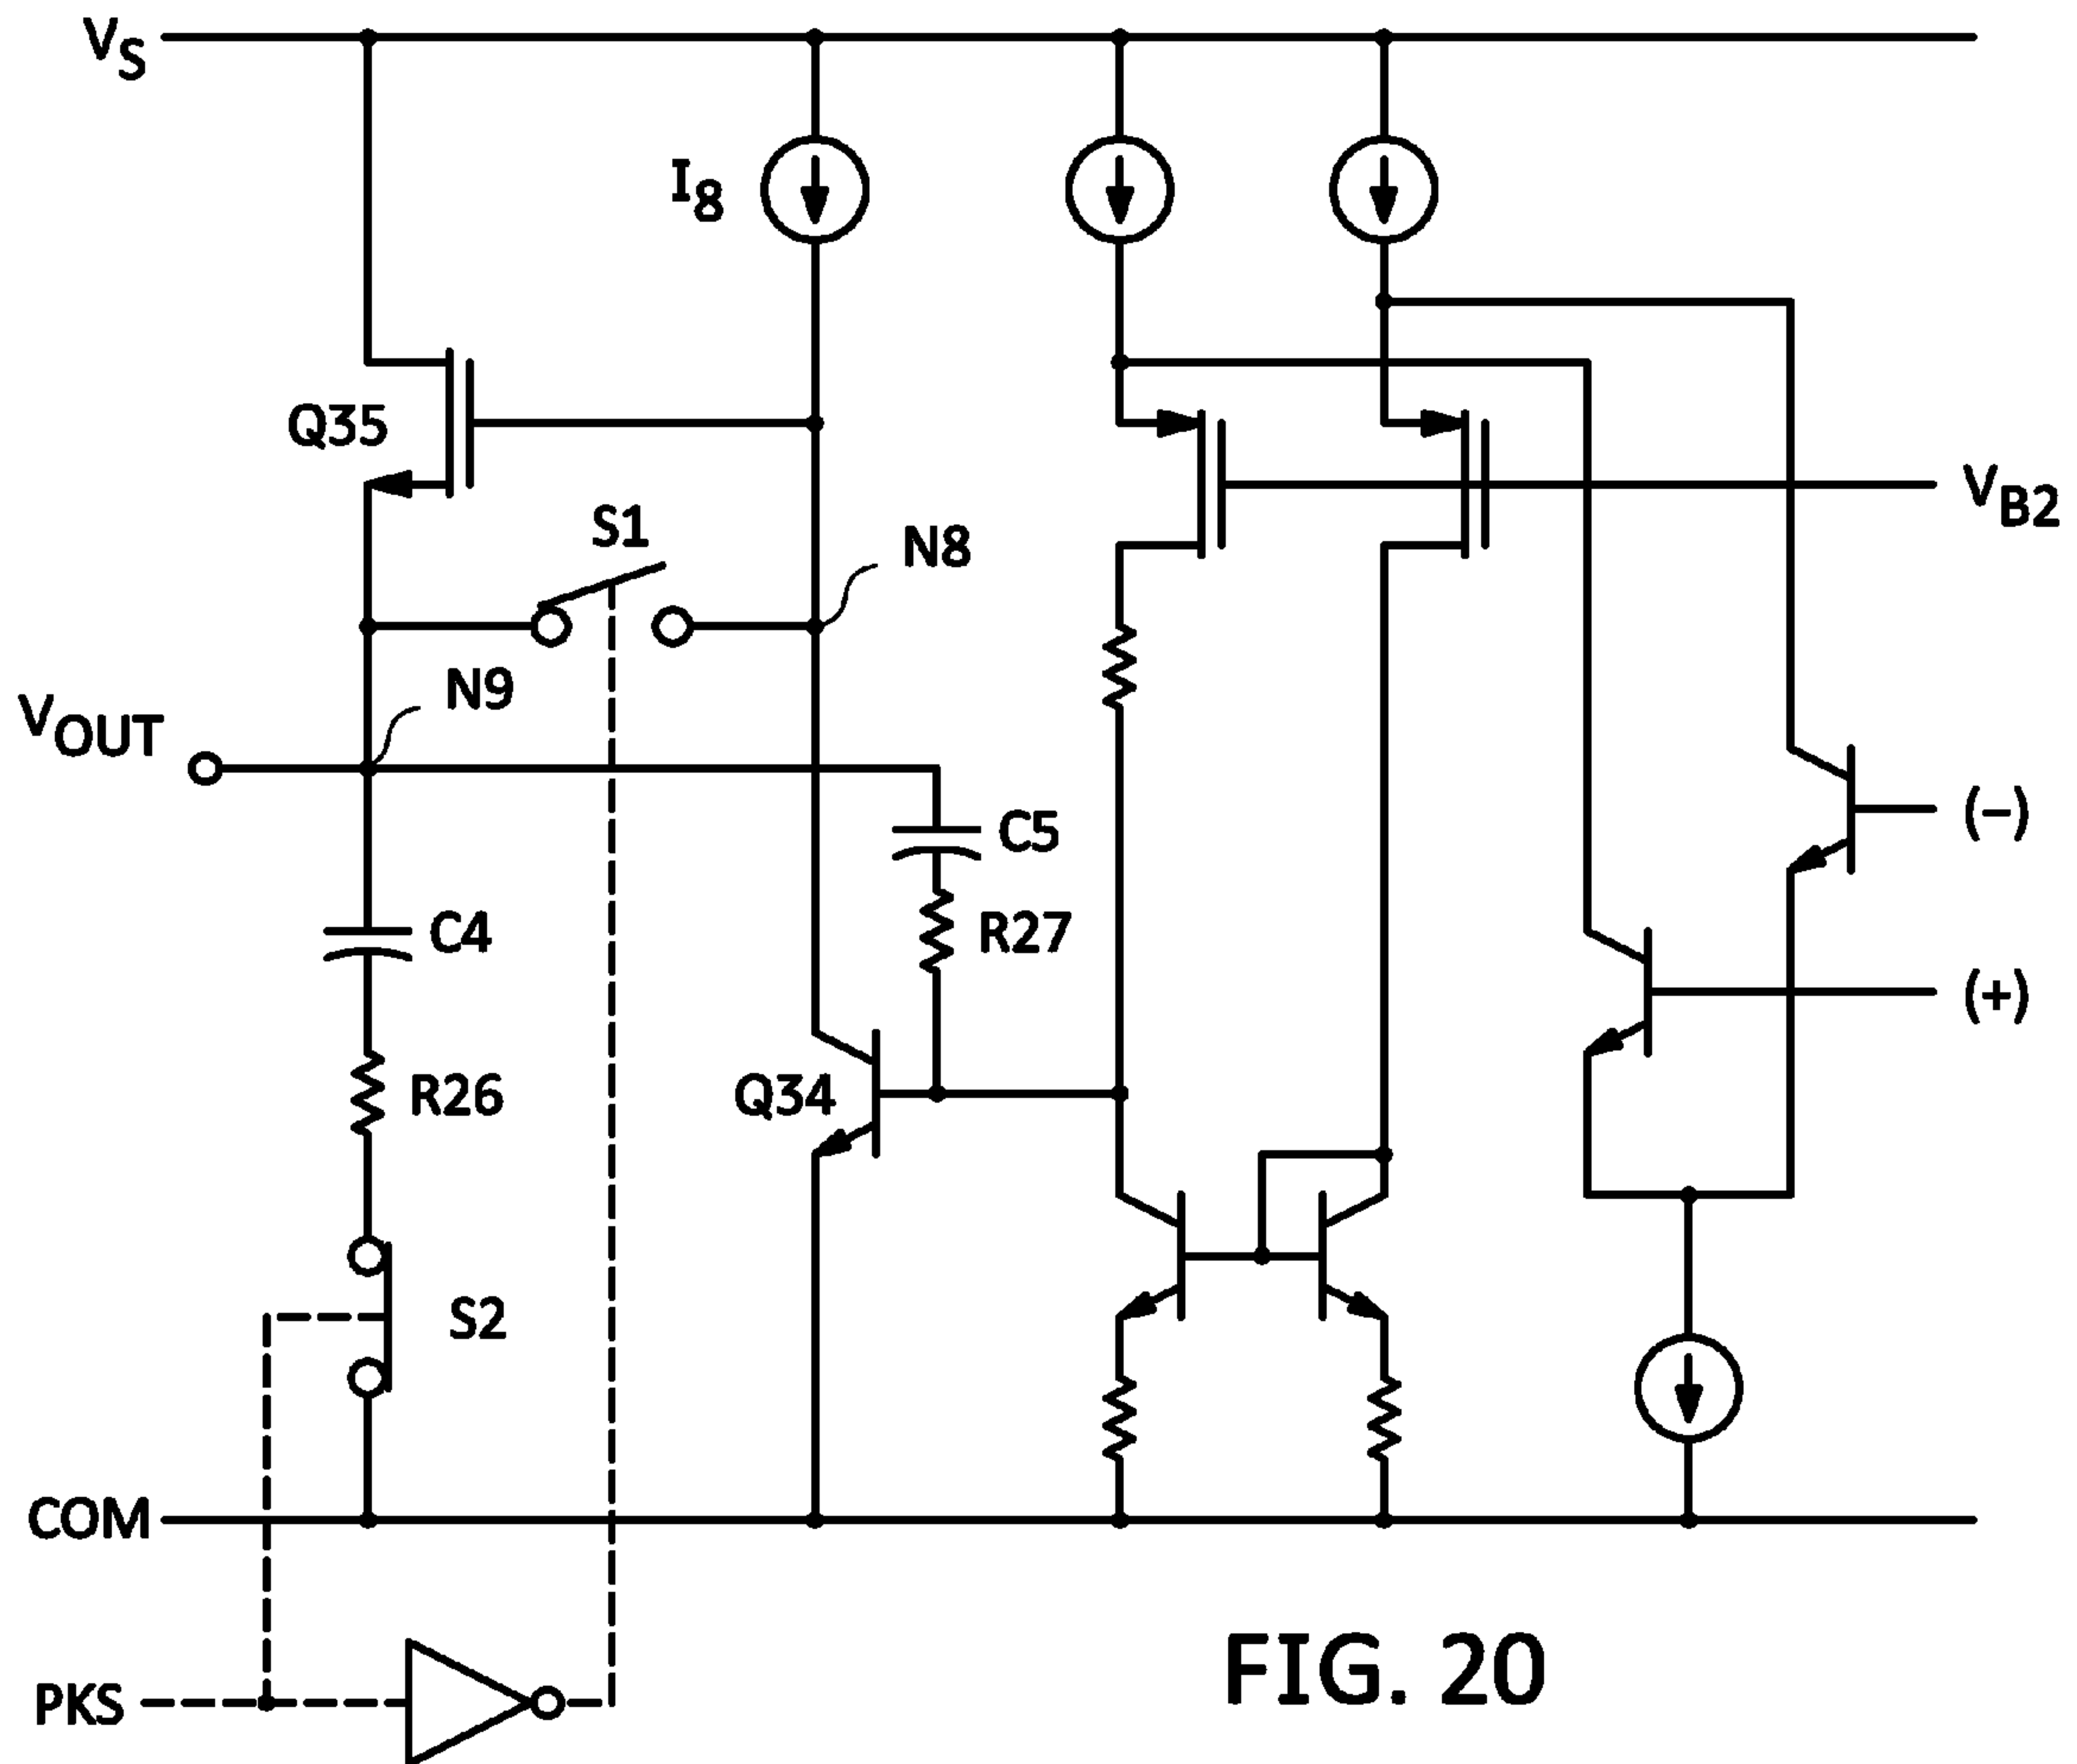 VS
I8
Q35
S1
N8
VB2
N9
VOUT
C5
(−)
C4
R27
(+)
Q34
R26
S2
COM
PKS
FIG. 20